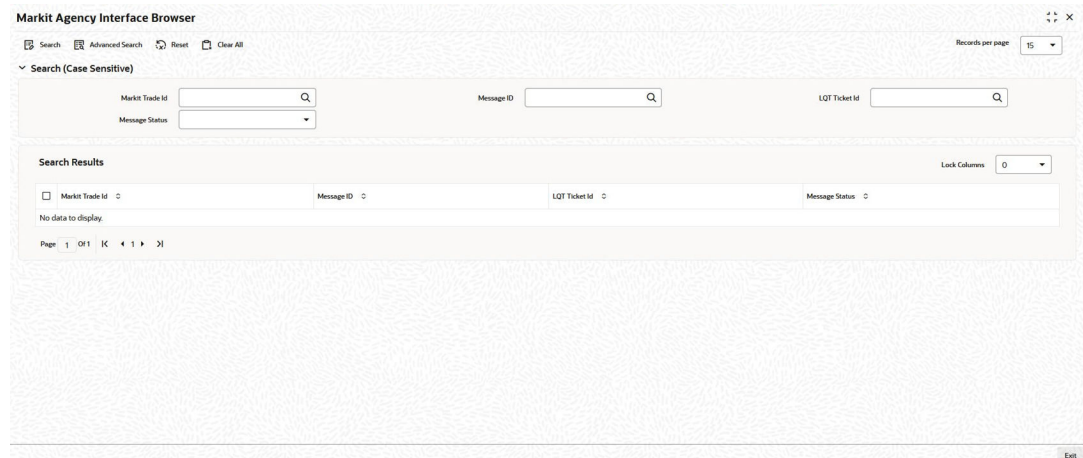 Markit Agency Interface Browser
Search Advanced Search Reset Clear All Records per page 15
Search (Case Sensitive)
Markit Trade Id Message ID LQT Ticket Id
Message Status
Search Results Lock Columns 0
Markit Trade Id Message ID LQT Ticket Id Message Status
No data to display.
Page 1 Of 1 1
Exit